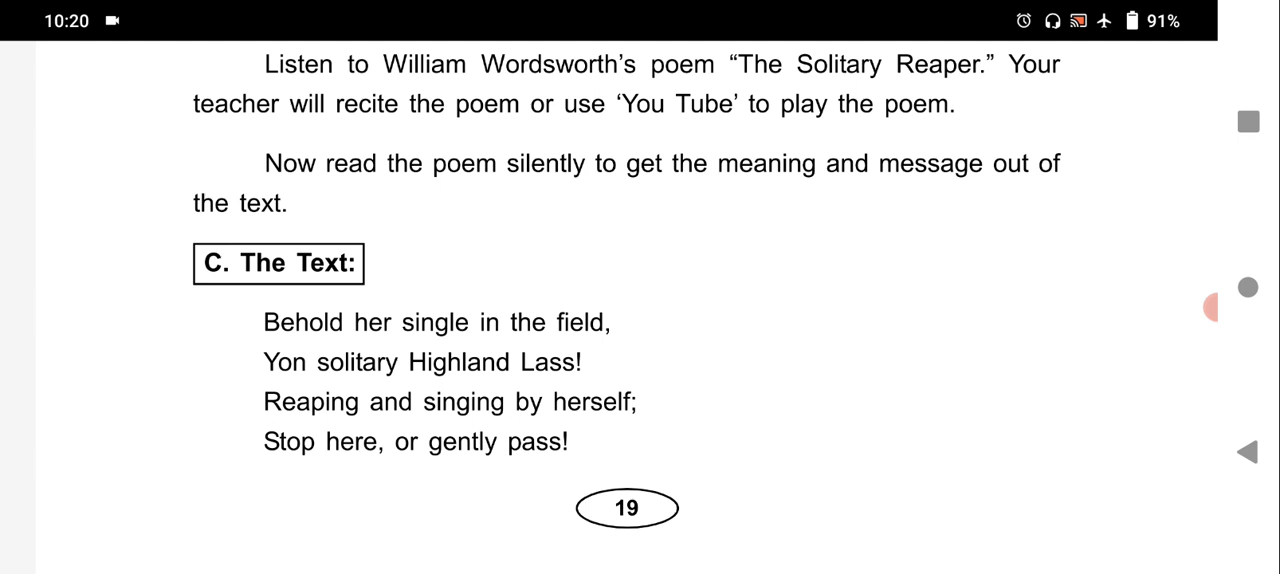 10:20 91%
Listen to William Wordsworth’s poem “The Solitary Reaper.” Your
teacher will recite the poem or use ‘You Tube’ to play the poem.
Now read the poem silently to get the meaning and message out of
the text.
C. The Text:
Behold her single in the field,
Yon solitary Highland Lass!
Reaping and singing by herself;
Stop here, or gently pass!
19